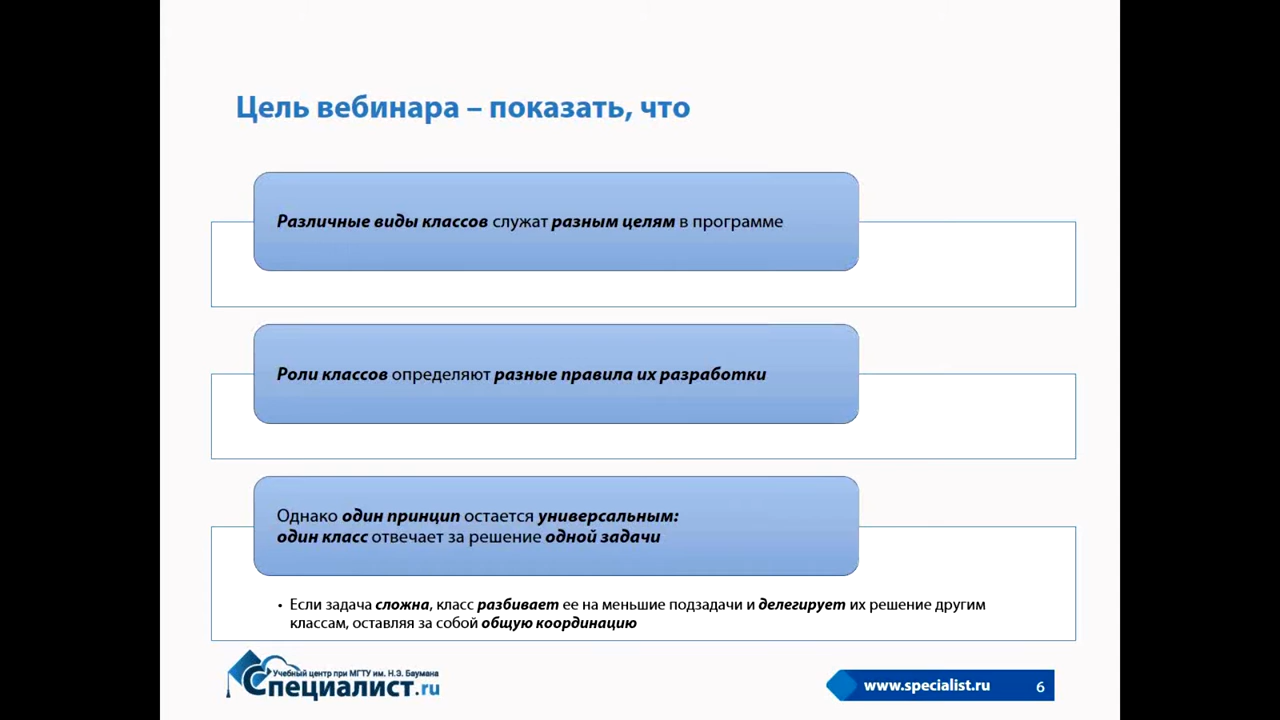 Цель вебинара – показать, что
Различные виды классов служат разным целям в программе
Роли классов определяют разные правила их разработки
Однако один принцип остается универсальным:
один класс отвечает за решение одной задачи
• Если задача сложна, класс разбивает ее на меньшие подзадачи и делегирует их решение другим
классам, оставляя за собой общую координацию
Учебный центр при МГТУ им. Н.Э. Баумана
Специалист.ru
www.specialist.ru
6